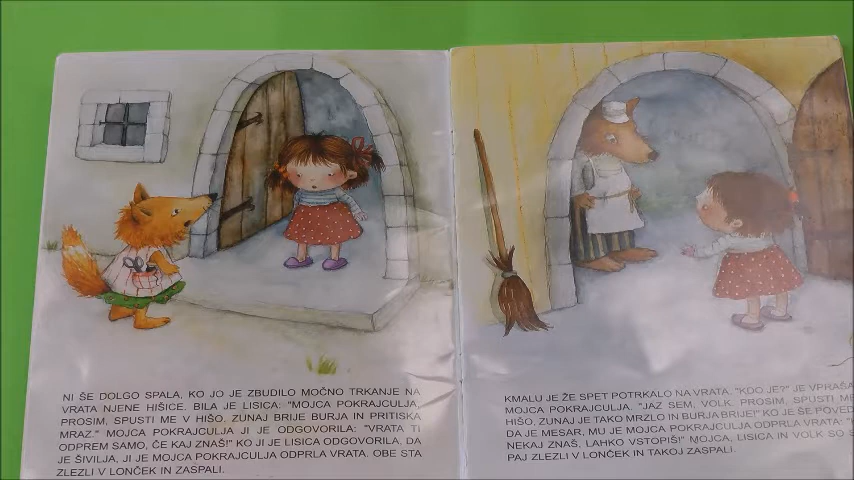 NI ŠE DOLGO SPALA, KO JO JE ZBUDILO MOČNO TRKANJE NA
VRATA NJENE HIŠICE. BILA JE LISICA: "MOJCA POKRAJCULJA,
PROSIM, SPUSTI ME V HIŠO, ZUNAJ BRIJE BURJA IN PRITISKA
MRAZ." MOJCA POKRAJCULJA JI JE ODGOVORILA: "VRATA TI
ODPREM SAMO, ČE KAJ ZNAŠ!" KO JI JE LISICA ODGOVORILA, DA
JE ŠIVILJA, JI JE MOJCA POKRAJCULJA ODPRLA VRATA. OBE STA
ZLEZLI V LONČEK IN ZASPALI.
KMALU JE ŽE SPET POTRKALO NA VRATA. "KDO JE?" JE
MOJCA POKRAJCULJA. "JAZ SEM, VOLK. PROSIM, SPUSTI ME
HIŠO, ZUNAJ JE TAKO MRZLO IN BURJA BRIJE!" KO JE ŠE
DA JE MESAR, MU JE MOJCA POKRAJCULJA ODPRLA VRATA:
NEKAJ ZNAŠ, LAHKO VSTOPIŠ!" MOJCA, LISICA IN VOLK SO
PAJ ZLEZLI V LONČEK IN TAKOJ ZASPALI.